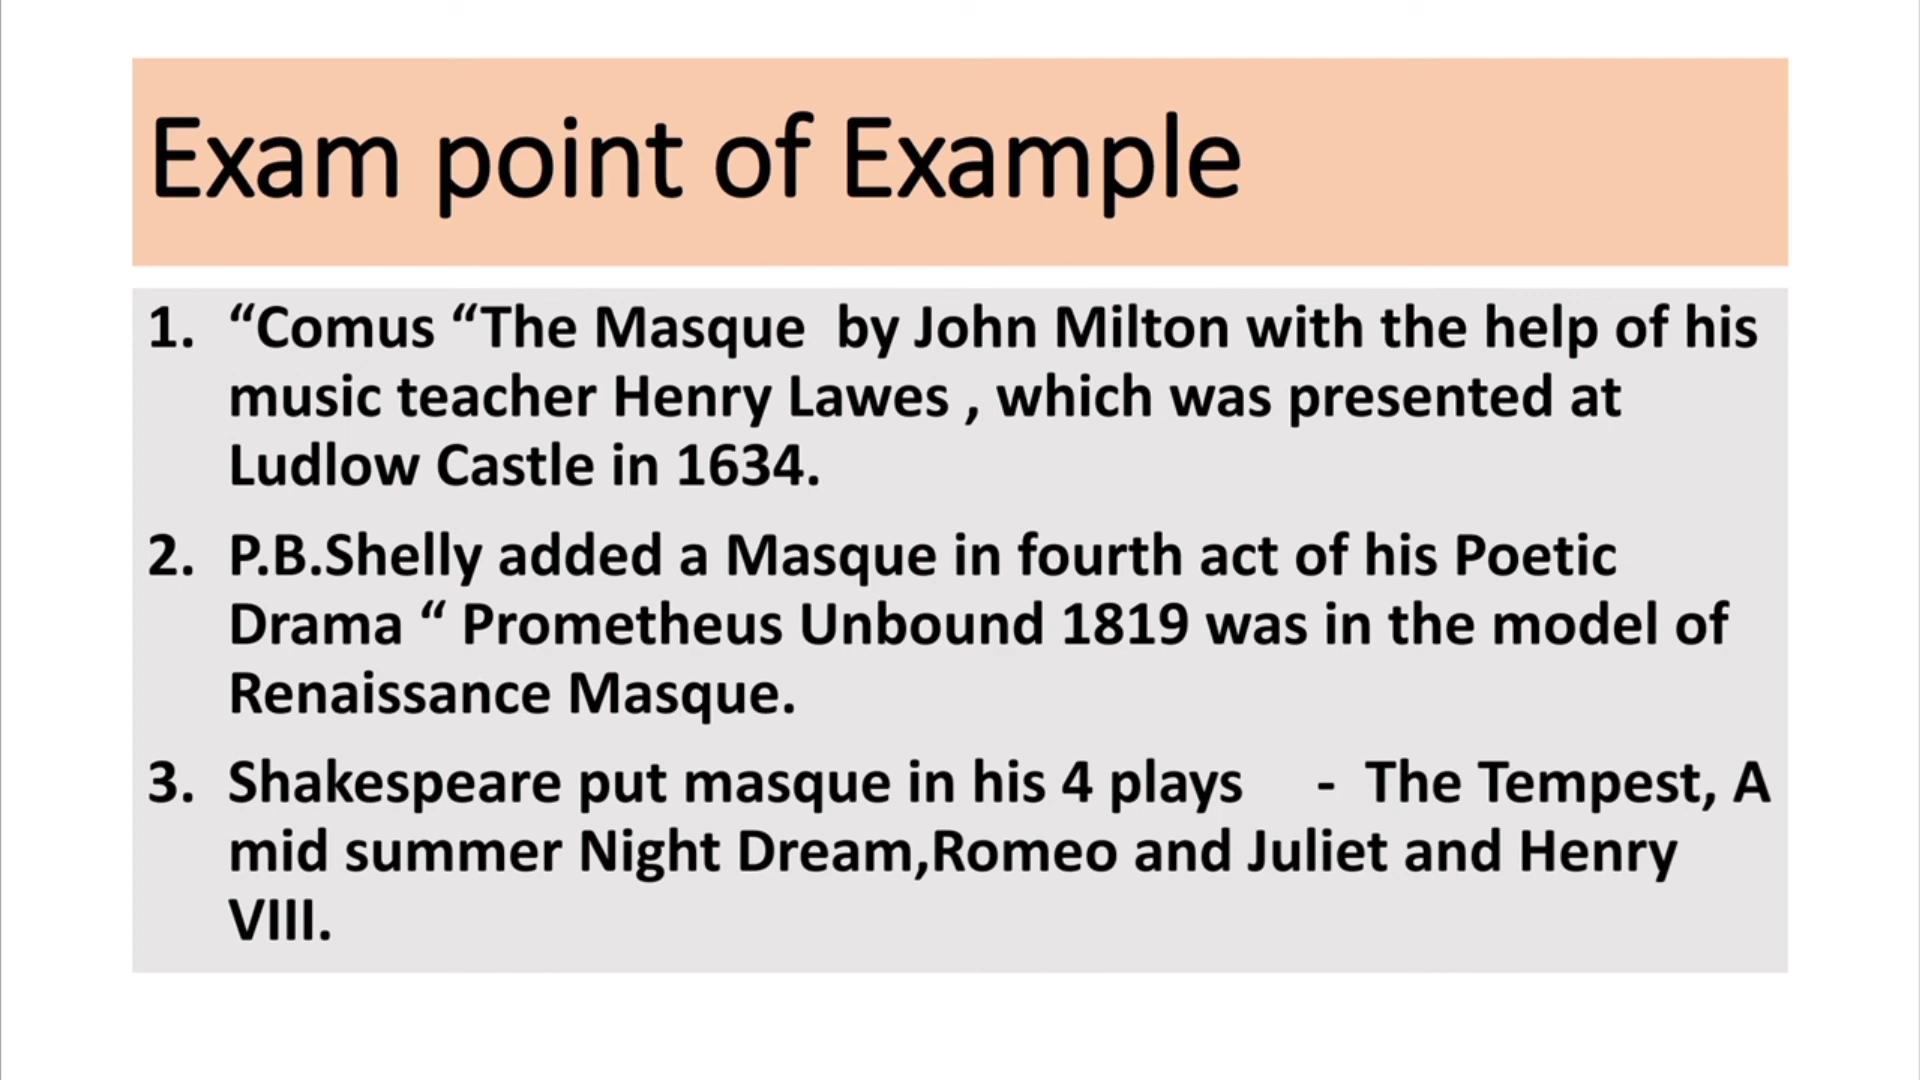 Exam point of Example
1. “Comus “The Masque by John Milton with the help of his
music teacher Henry Lawes , which was presented at
Ludlow Castle in 1634.
2. P.B.Shelly added a Masque in fourth act of his Poetic
Drama “ Prometheus Unbound 1819 was in the model of
Renaissance Masque.
3. Shakespeare put masque in his 4 plays - The Tempest, A
mid summer Night Dream,Romeo and Juliet and Henry
VIII.